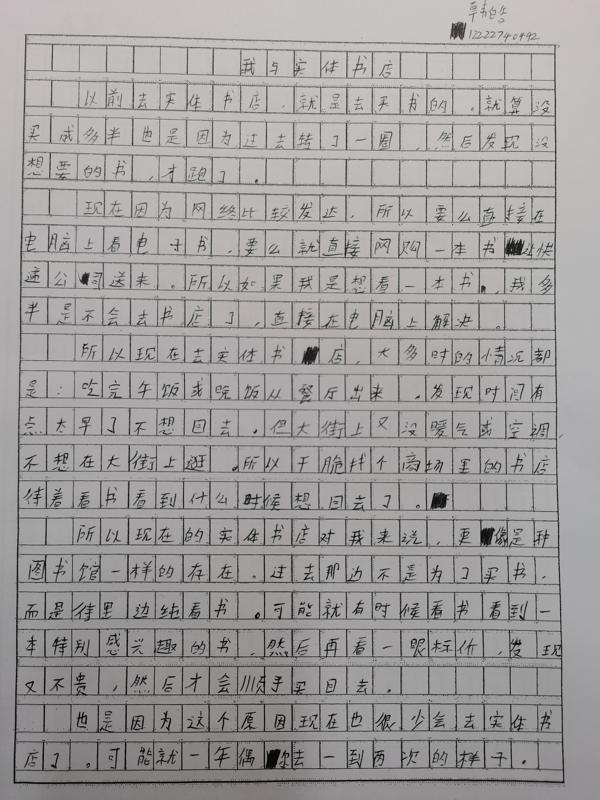 12222740492
我与实体书店
以前去实体书店，就是去买书的。就算没
买成多半也是因为过去转了一圈，然后发现没
想要的书，才跑了。
现在因为网络比较发达，所以要么直接在
电脑上看电子书，要么就直接网购一本书让快
递公司送来。所以如果我是想看一本书，我多
半是不会去书店了，直接在电脑上解决。
所以现在去实体书店，大多时的情况都
是：吃完午饭或晚饭从餐厅出来。发现时间有
点太早了不想回去。但大街上又没暖气或空调，
不想在大街上逛。所以干脆找个商场里的书店
待着看书看到什么时候想回去了。
所以现在的实体书店对我来说，更像是种
图书馆一样的存在。过去那边不是为了买书，
而是待里边纯看书。可能就有时候看书看到一
本特别感兴趣的书，然后再看一眼标价，发现
又不贵，然后才会顺手买回去。
也是因为这个原因现在也很少会去实体书
店了。可能就一年偶尔去一到两次的样子。